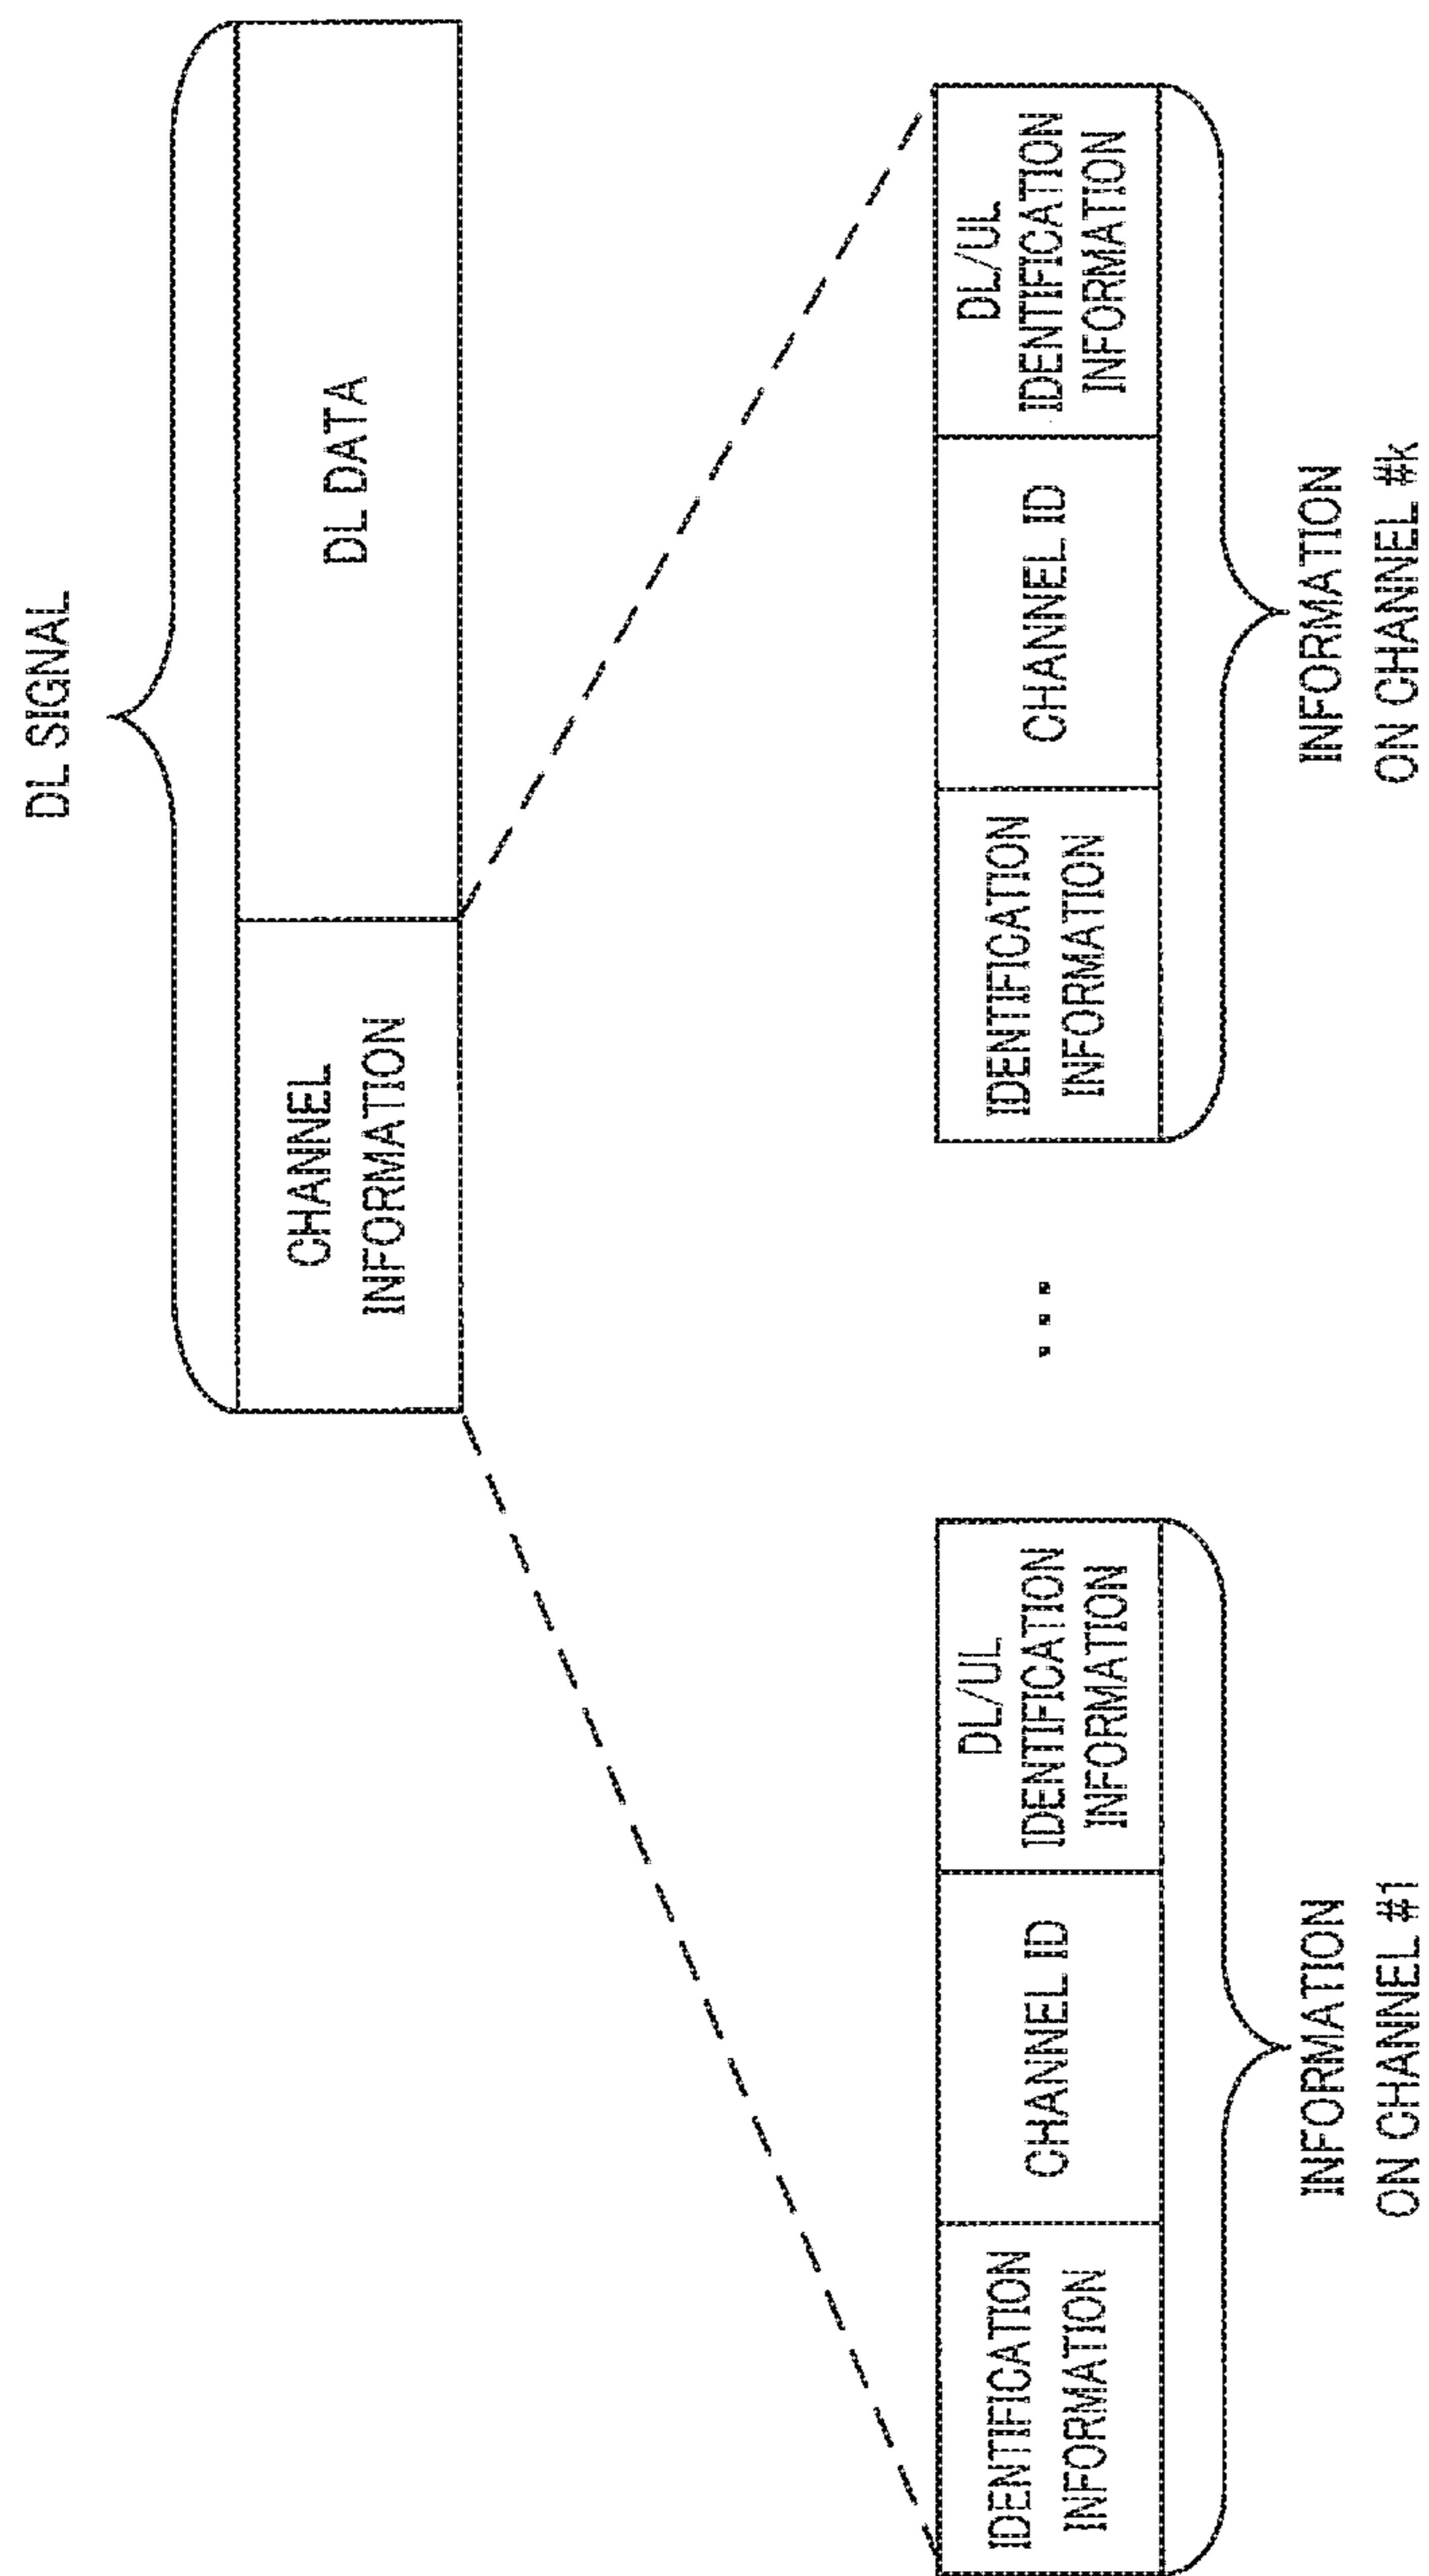 DL SIGNAL
CHANNEL
INFORMATION
DL DATA
IDENTIFICATION
INFORMATION
CHANNEL ID
DL/UL
IDENTIFICATION
INFORMATION
...
IDENTIFICATION
INFORMATION
CHANNEL ID
DL/UL
IDENTIFICATION
INFORMATION
INFORMATION
ON CHANNEL #1
INFORMATION
ON CHANNEL #k